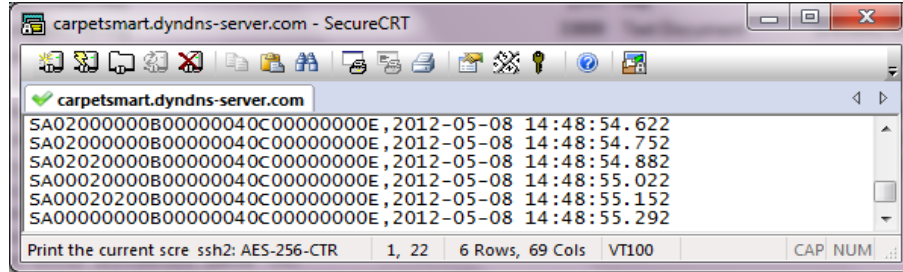 carpetsmart.dyndns-server.com - SecureCRT
carpetsmart.dyndns-server.com
SA02000000B00000040C00000000E,2012-05-08 14:48:54.622
SA02000000B00000040C00000000E,2012-05-08 14:48:54.752
SA02020000B00000040C00000000E,2012-05-08 14:48:54.882
SA00020000B00000040C00000000E,2012-05-08 14:48:55.022
SA00020200B00000040C00000000E,2012-05-08 14:48:55.152
SA00000000B00000040C00000000E,2012-05-08 14:48:55.292
Print the current scre ssh2: AES-256-CTR 1, 22 6 Rows, 69 Cols VT100 CAP NUM